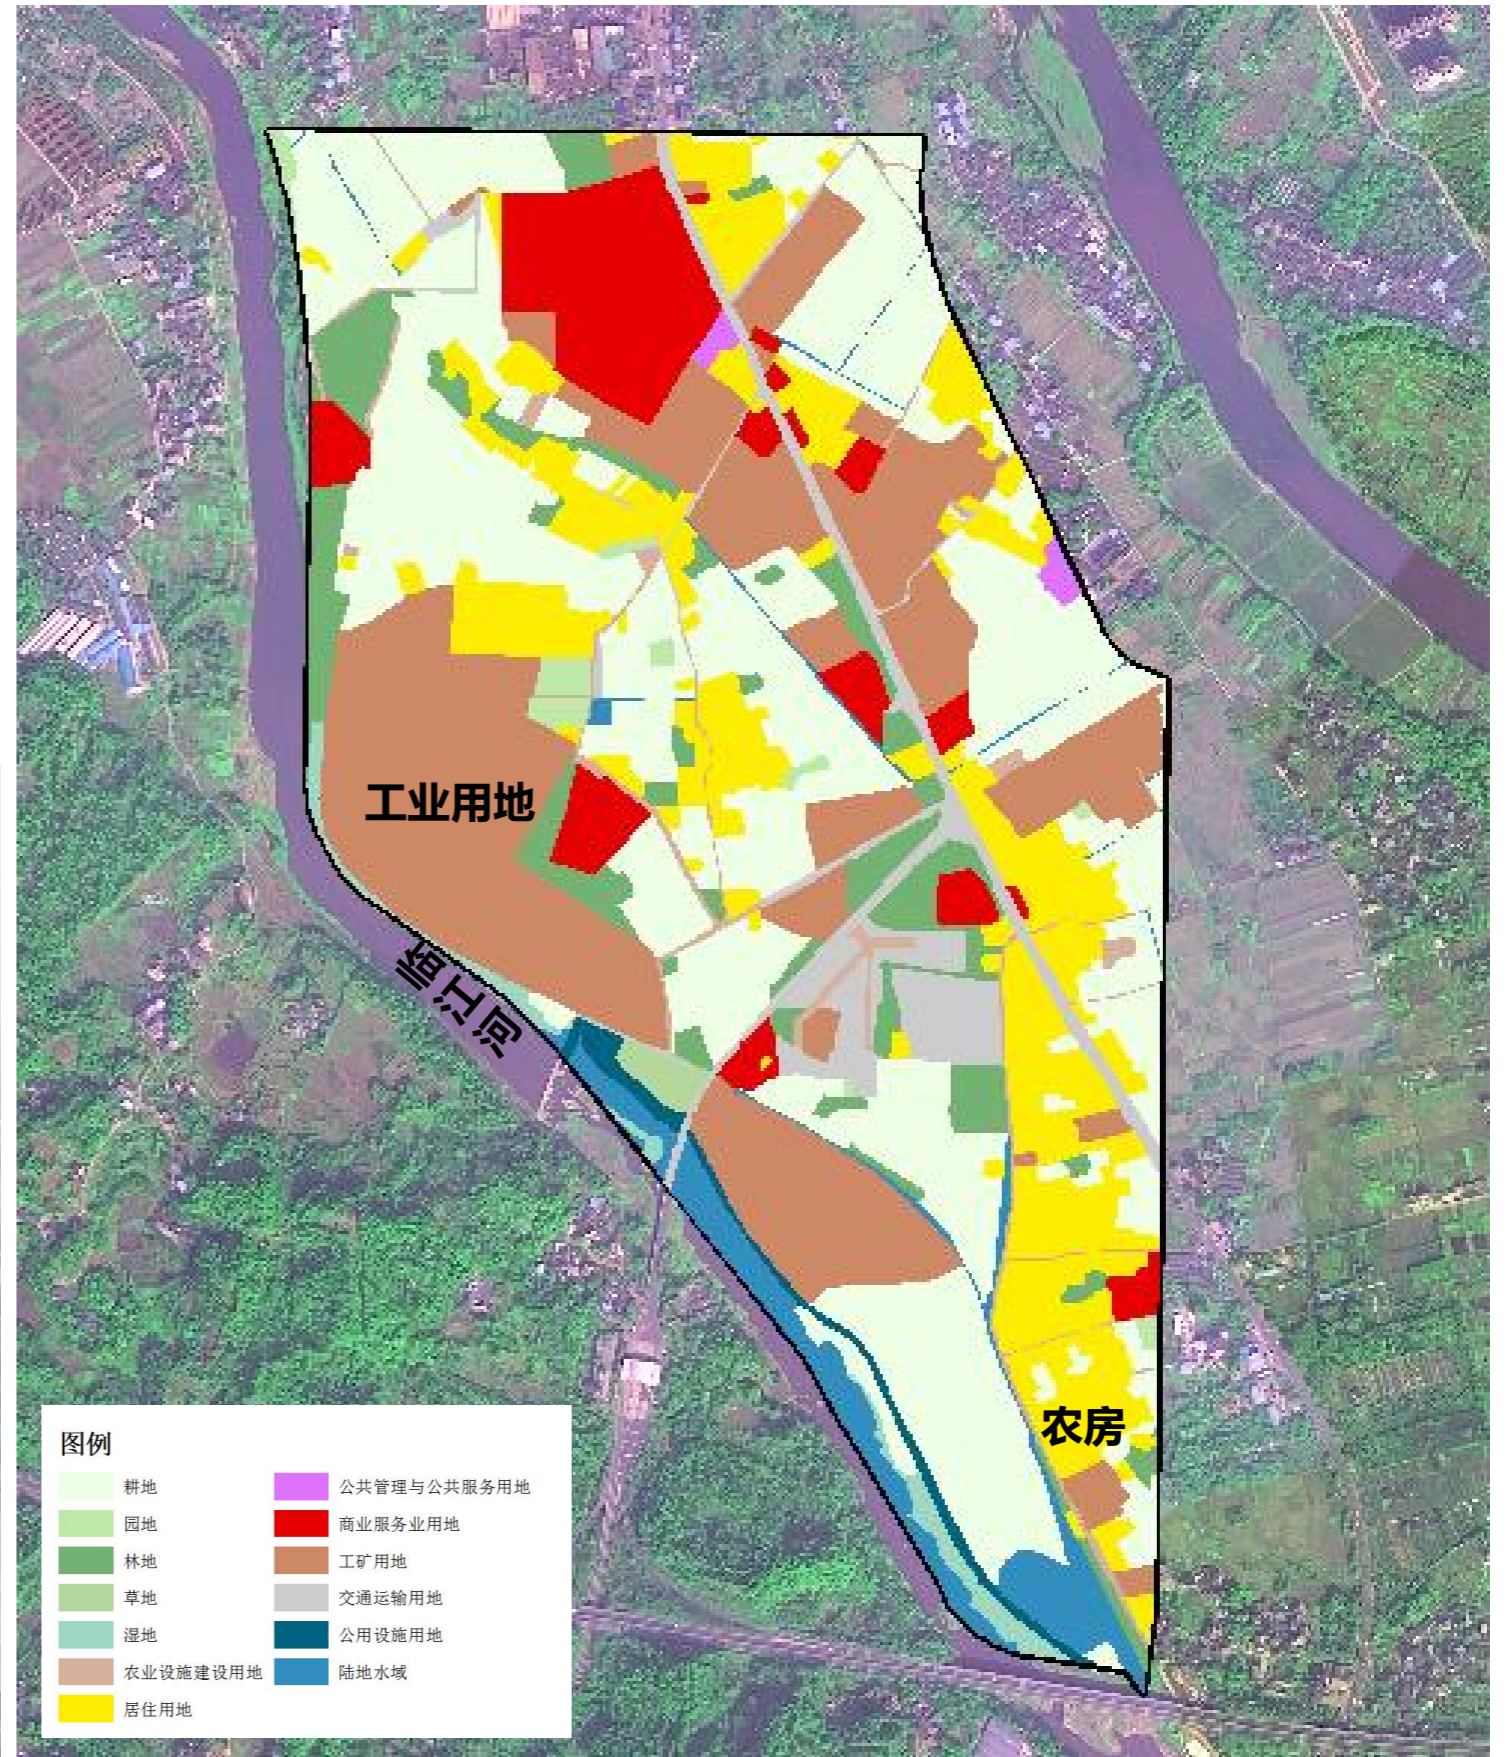 工业用地
临江河
农房
图例
耕地
园地
林地
草地
湿地
农业设施建设用地
居住用地
公共管理与公共服务用地
商业服务业用地
工矿用地
交通运输用地
公用设施用地
陆地水域